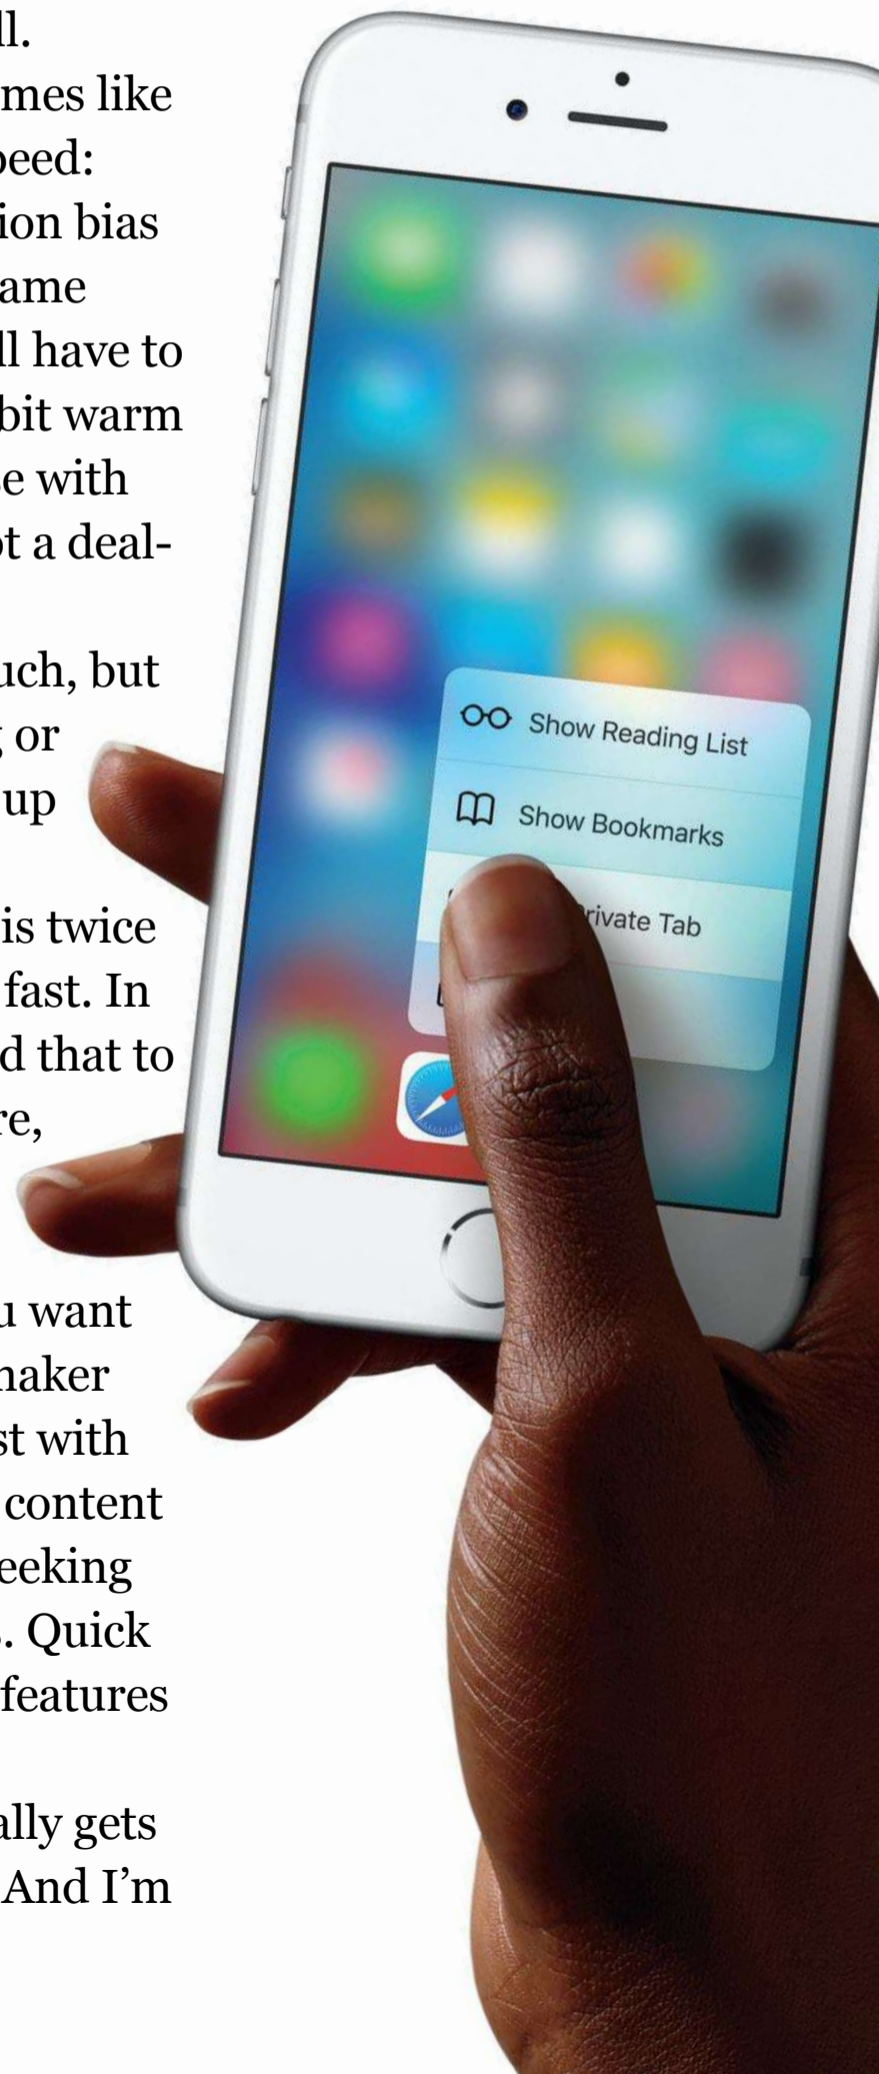 ll.
mes like
peed:
ion bias
ame
ll have to
bit warm
e with
ot a deal-
uch, but
g or
up
is twice
fast. In
d that to
re,
u want
naker
st with
content
eeking
s. Quick
features
ally gets
And I’m
Show Reading List
Show Bookmarks
rivate Tab